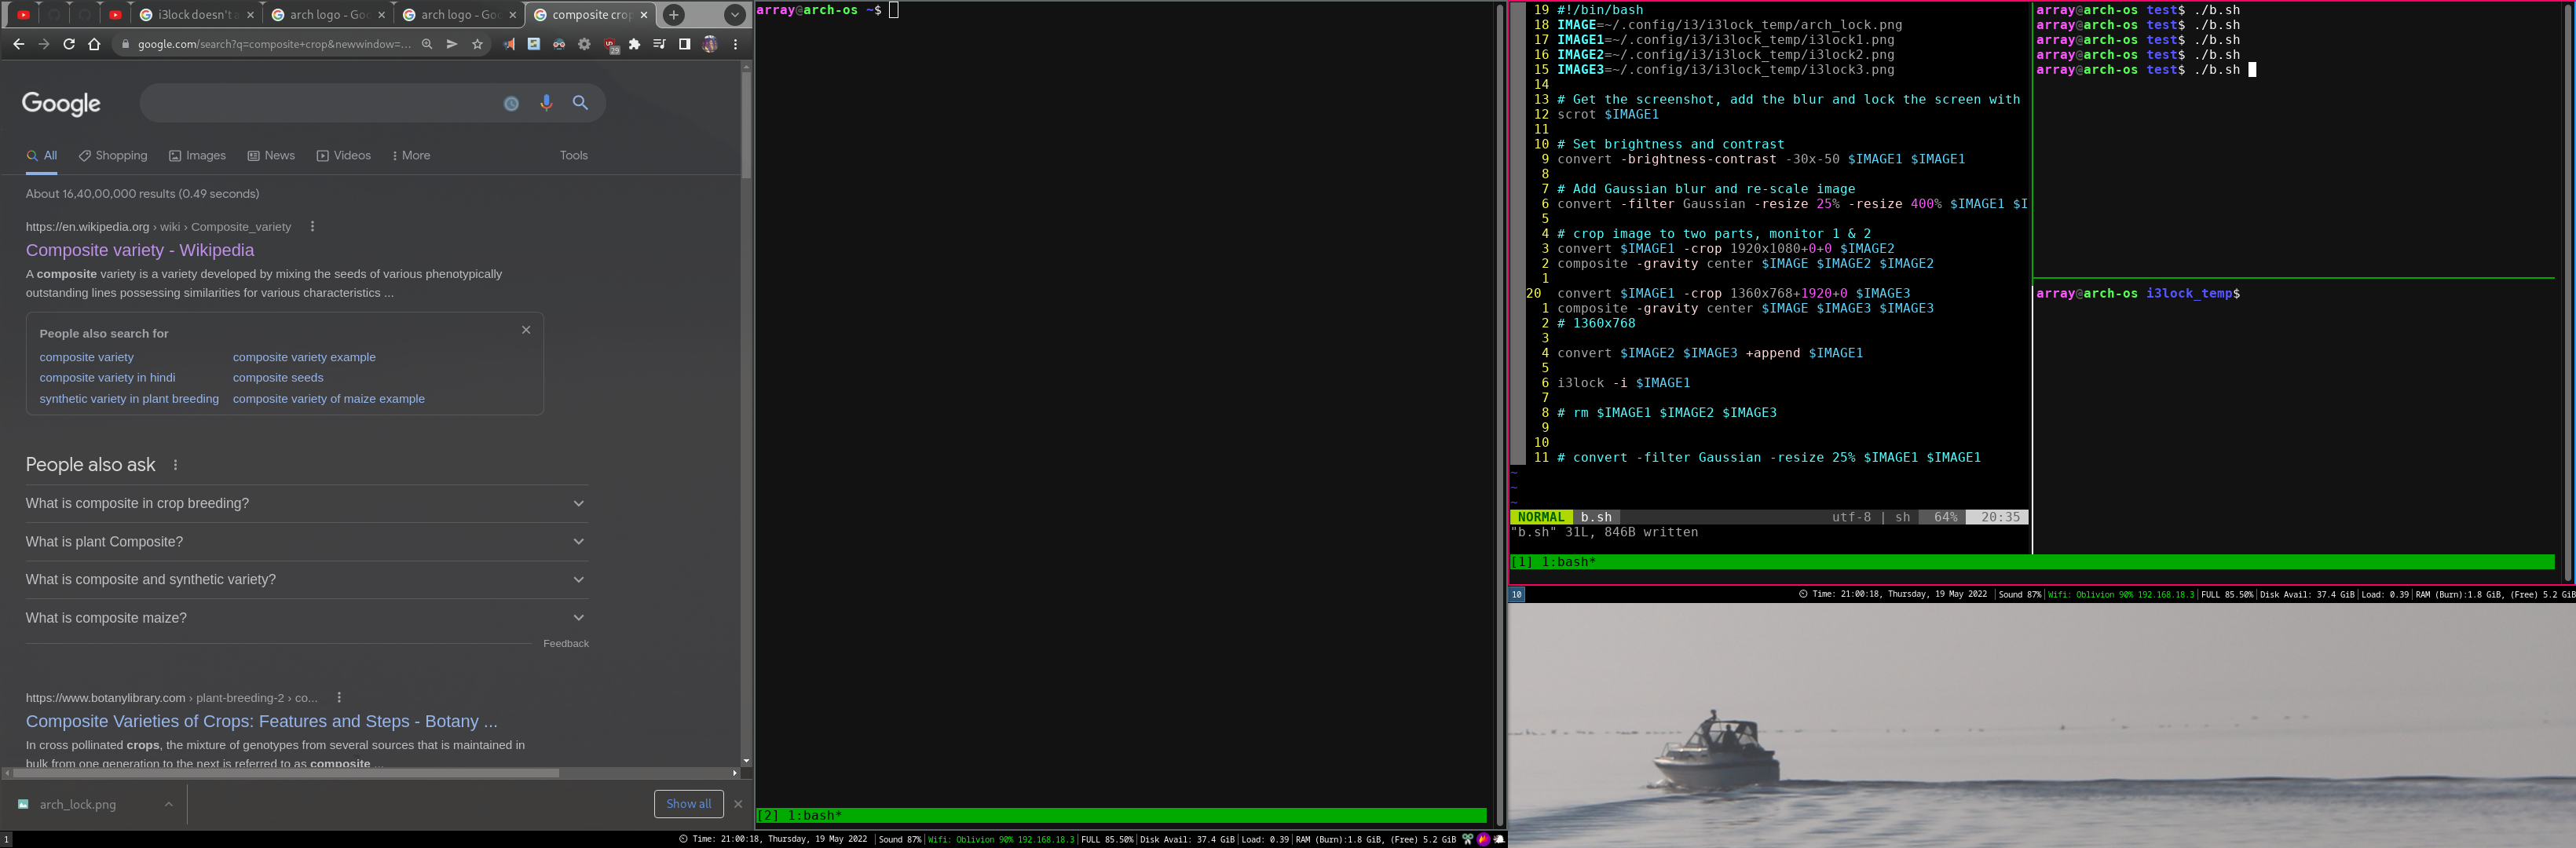 i3lock doesn't a
arch logo - Goo
arch logo - Goo
composite crop
google.com/search?q=composite+crop&newwindow=...
29
Google
All
Shopping
Images
News
Videos
More
Tools
About 16,40,00,000 results (0.49 seconds)
https://en.wikipedia.org › wiki › Composite_variety
Composite variety - Wikipedia
A composite variety is a variety developed by mixing the seeds of various phenotypically
outstanding lines possessing similarities for various characteristics ...
People also search for
composite variety
composite variety example
composite variety in hindi
composite seeds
synthetic variety in plant breeding
composite variety of maize example
People also ask
What is composite in crop breeding?
What is plant Composite?
What is composite and synthetic variety?
What is composite maize?
Feedback
https://www.botanylibrary.com › plant-breeding-2 › co...
Composite Varieties of Crops: Features and Steps - Botany ...
In cross pollinated crops, the mixture of genotypes from several sources that is maintained in
bulk from one generation to the next is referred to as composite ...
arch_lock.png
Show all
1
Time: 21:00:18, Thursday, 19 May 2022 | Sound 87% | Wifi: Oblivion 90% 192.168.18.3 | FULL 85.50% | Disk Avail: 37.4 GiB | Load: 0.39 | RAM (Burn):1.8 GiB, (Free) 5.2 GiB
array@arch-os ~$
[2] 1:bash*
19 #!/bin/bash
18 IMAGE=~/.config/i3/i3lock_temp/arch_lock.png
17 IMAGE1=~/.config/i3/i3lock_temp/i3lock1.png
16 IMAGE2=~/.config/i3/i3lock_temp/i3lock2.png
15 IMAGE3=~/.config/i3/i3lock_temp/i3lock3.png
14
13 # Get the screenshot, add the blur and lock the screen with
12 scrot $IMAGE1
11
10 # Set brightness and contrast
9 convert -brightness-contrast -30x-50 $IMAGE1 $IMAGE1
8
7 # Add Gaussian blur and re-scale image
6 convert -filter Gaussian -resize 25% -resize 400% $IMAGE1 $I
5
4 # crop image to two parts, monitor 1 & 2
3 convert $IMAGE1 -crop 1920x1080+0+0 $IMAGE2
2 composite -gravity center $IMAGE $IMAGE2 $IMAGE2
1
20 convert $IMAGE1 -crop 1360x768+1920+0 $IMAGE3
1 composite -gravity center $IMAGE $IMAGE3 $IMAGE3
2 # 1360x768
3
4 convert $IMAGE2 $IMAGE3 +append $IMAGE1
5
6 i3lock -i $IMAGE1
7
8 # rm $IMAGE1 $IMAGE2 $IMAGE3
9
10
11 # convert -filter Gaussian -resize 25% $IMAGE1 $IMAGE1
~
~
~
NORMAL b.sh utf-8 | sh 64% 20:35
"b.sh" 31L, 846B written
[1] 1:bash*
array@arch-os test$ ./b.sh
array@arch-os test$ ./b.sh
array@arch-os test$ ./b.sh
array@arch-os test$ ./b.sh
array@arch-os test$ ./b.sh
array@arch-os i3lock_temp$
10
Time: 21:00:18, Thursday, 19 May 2022 | Sound 87% | Wifi: Oblivion 90% 192.168.18.3 | FULL 85.50% | Disk Avail: 37.4 GiB | Load: 0.39 | RAM (Burn):1.8 GiB, (Free) 5.2 GiB